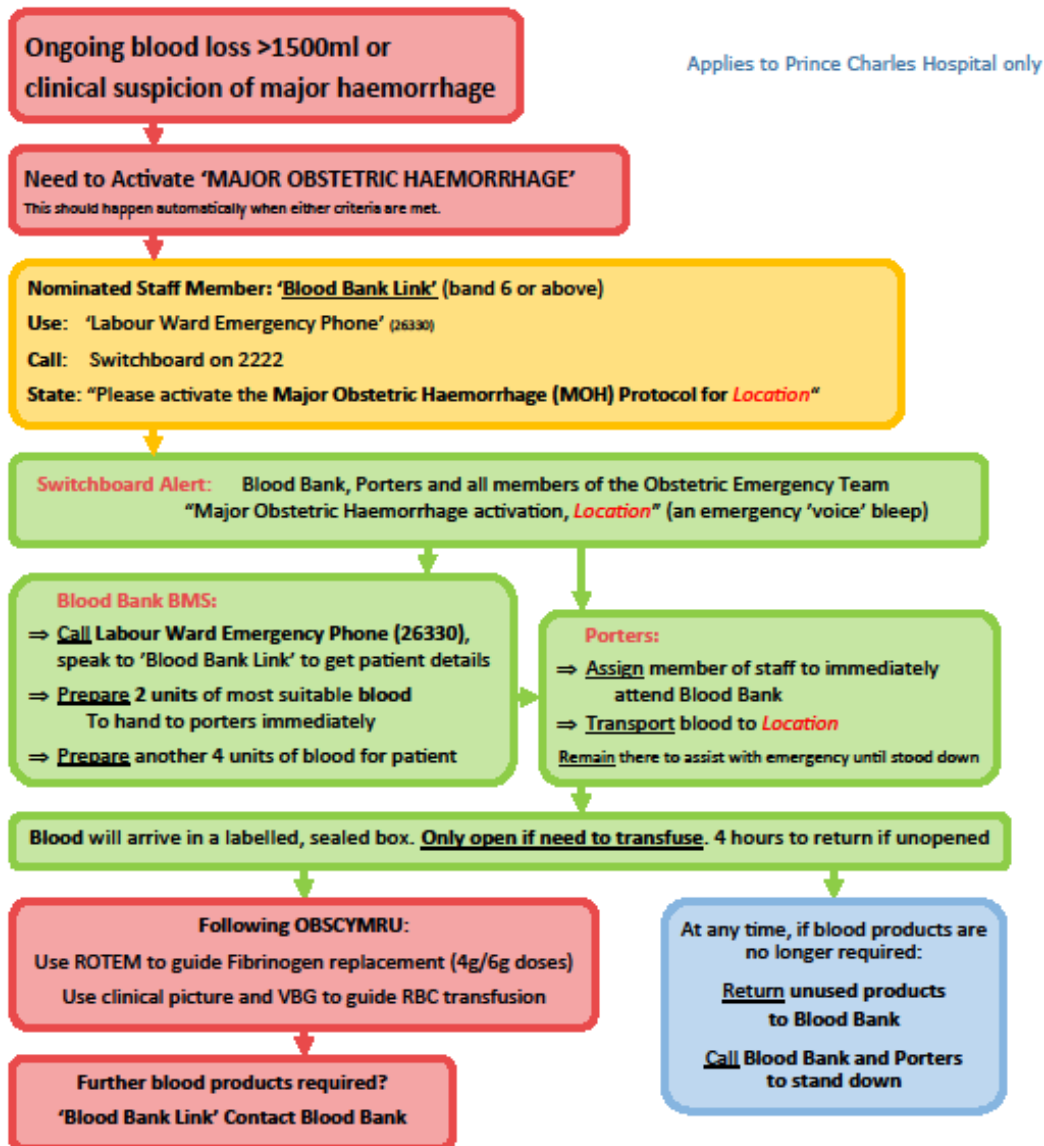 Ongoing blood loss >1500ml or
clinical suspicion of major haemorrhage
Applies to Prince Charles Hospital only
Need to Activate ‘MAJOR OBSTETRIC HAEMORRHAGE’
This should happen automatically when either criteria are met.
Nominated Staff Member: ‘Blood Bank Link’ (band 6 or above)
Use: ‘Labour Ward Emergency Phone’ (26330)
Call: Switchboard on 2222
State: “Please activate the Major Obstetric Haemorrhage (MOH) Protocol for Location“
Switchboard Alert: Blood Bank, Porters and all members of the Obstetric Emergency Team
“Major Obstetric Haemorrhage activation, Location” (an emergency ‘voice’ bleep)
Blood Bank BMS:
⇒ Call Labour Ward Emergency Phone (26330),
speak to ‘Blood Bank Link’ to get patient details
⇒ Prepare 2 units of most suitable blood
To hand to porters immediately
⇒ Prepare another 4 units of blood for patient
Porters:
⇒ Assign member of staff to immediately
attend Blood Bank
⇒ Transport blood to Location
Remain there to assist with emergency until stood down
Blood will arrive in a labelled, sealed box. Only open if need to transfuse. 4 hours to return if unopened
Following OBSCYMRU:
Use ROTEM to guide Fibrinogen replacement (4g/6g doses)
Use clinical picture and VBG to guide RBC transfusion
Further blood products required?
‘Blood Bank Link’ Contact Blood Bank
At any time, if blood products are
no longer required:
Return unused products
to Blood Bank
Call Blood Bank and Porters
to stand down